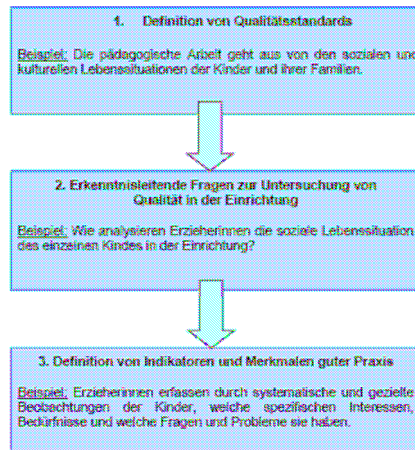 1. Definition von Qualitätsstandards
Beispiel: Die pädagogische Arbeit geht aus von den sozialen und
kulturellen Lebenssituationen der Kinder und ihrer Familien.
2. Erkenntnisleitende Fragen zur Untersuchung von
Qualität in der Einrichtung
Beispiel: Wie analysieren Erzieherinnen die soziale Lebenssituation
des einzelnen Kindes in der Einrichtung?
3. Definition von Indikatoren und Merkmalen guter Praxis
Beispiel: Erzieherinnen erfassen durch systematische und gezielte
Beobachtungen der Kinder, welche spezifischen Interessen,
Bedürfnisse und welche Fragen und Probleme sie haben.